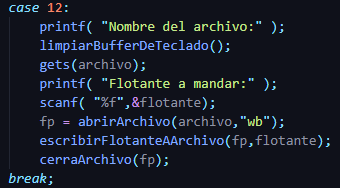 case 12:
printf( "Nombre del archivo:" );
limpiarBufferDeTeclado();
gets(archivo);
printf( "Flotante a mandar:" );
scanf( "%f",&flotante);
fp = abrirArchivo(archivo,"wb");
escribirFlotanteAArchivo(fp,flotante);
cerraArchivo(fp);
break;